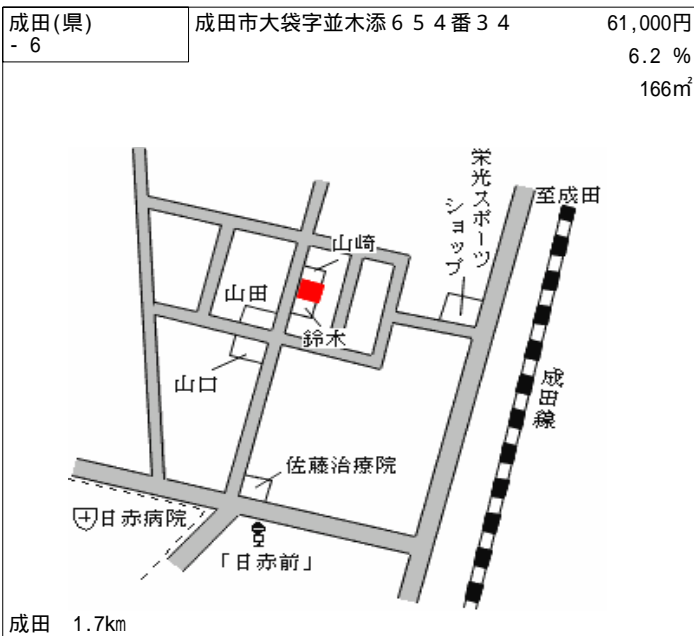 成田(県)
- 6
成田市大袋字並木添６５４番３４
61,000円
6.2 %
166㎡
栄光スポーツ
ショップ
至成田
山崎
山田
鈴木
山口
成田線
佐藤治療院
日赤病院
「日赤前」
成田 1.7km